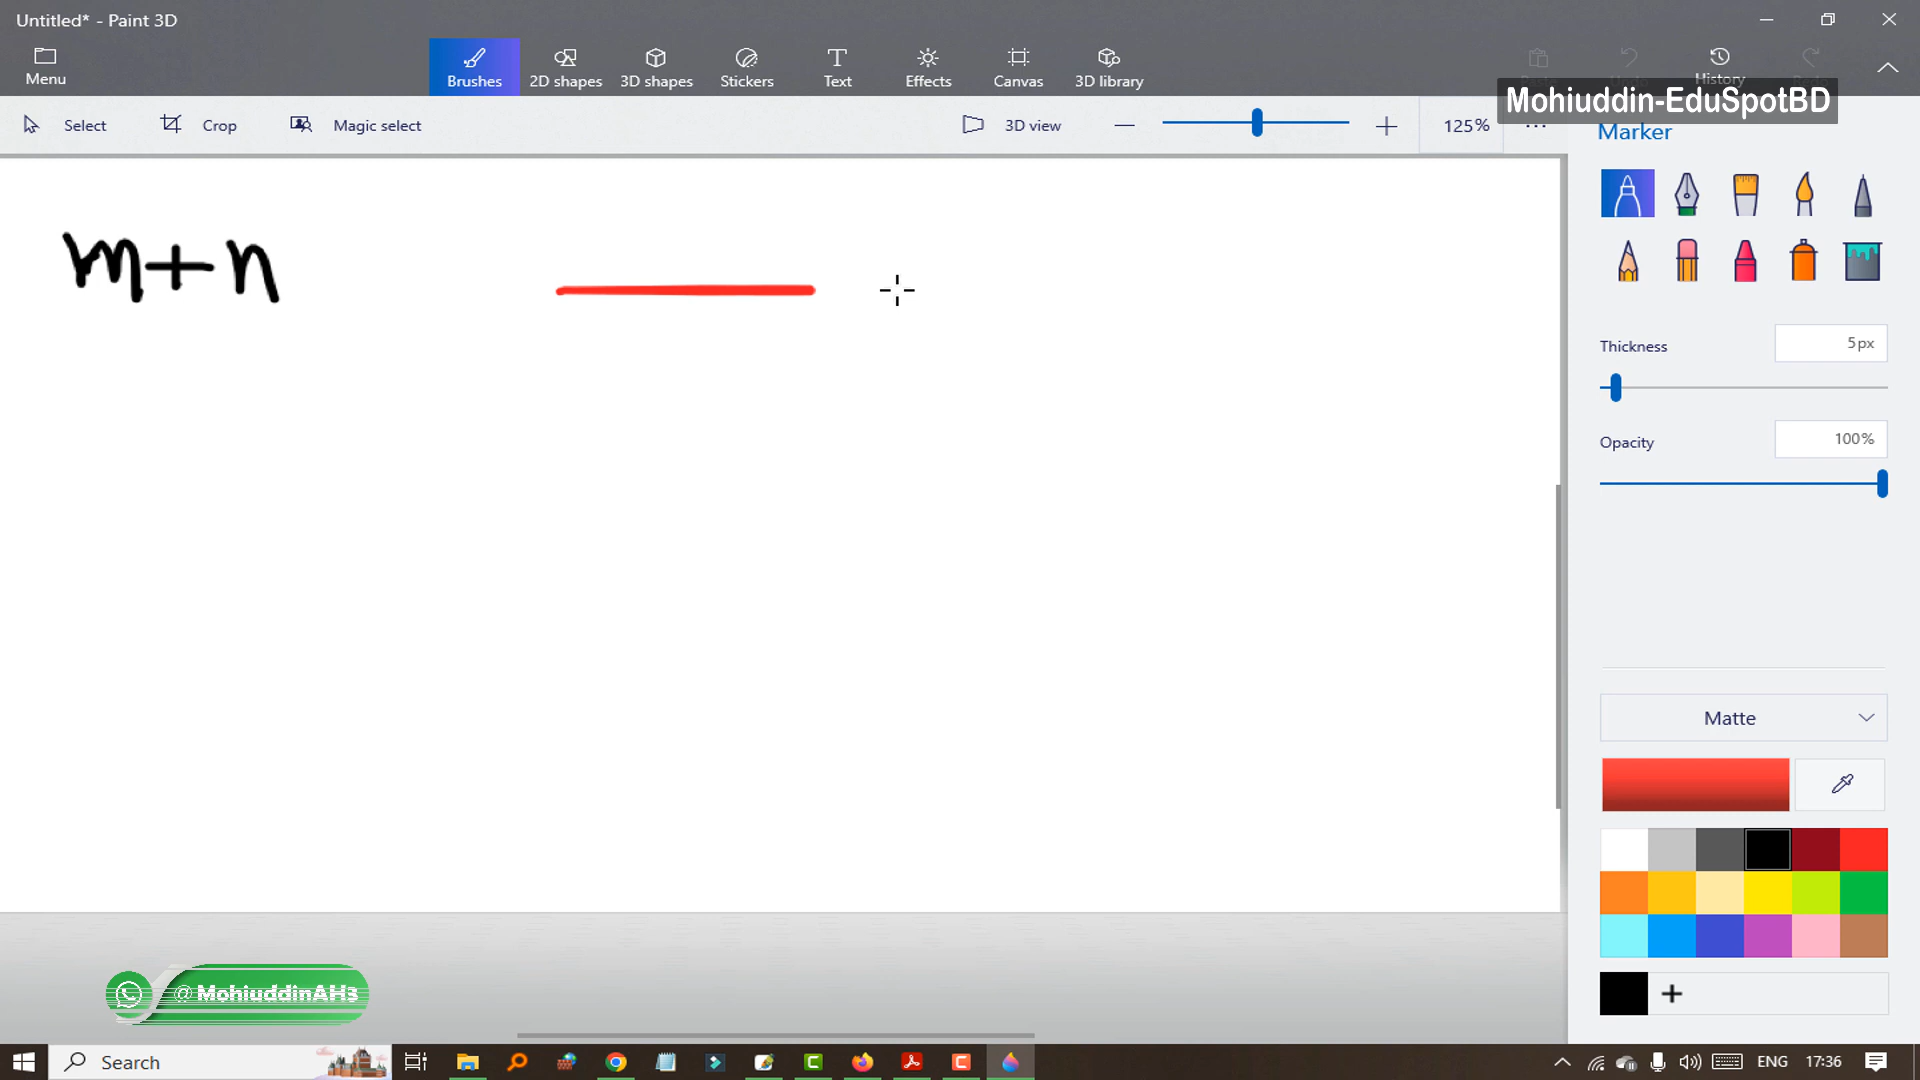 Untitled* - Paint 3D
Menu
Brushes
2D shapes
3D shapes
Stickers
Text
Effects
Canvas
3D library
History
Mohiuddin-EduSpotBD
Select
Crop
Magic select
3D view
125%
Marker
m+n
Thickness
5px
Opacity
100%
Matte
@ MohiuddinAH3
Search
ENG
17:36